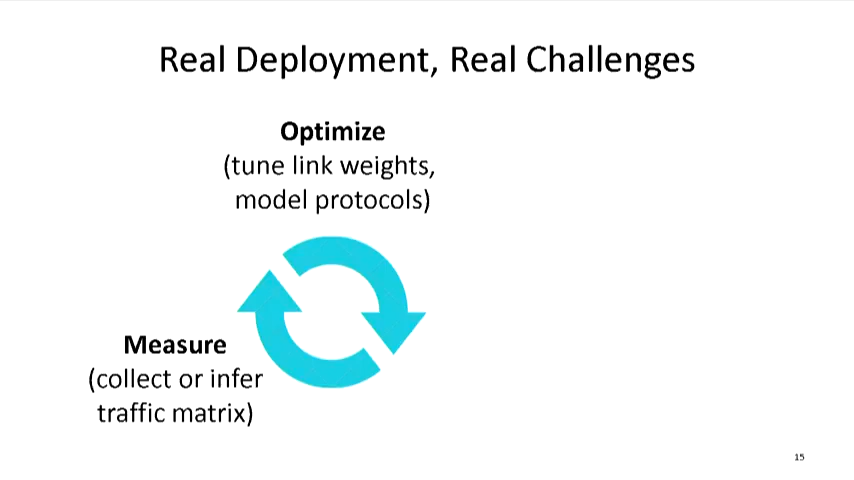 Real Deployment, Real Challenges
Optimize
(tune link weights,
model protocols)
Measure
(collect or infer
traffic matrix)
15